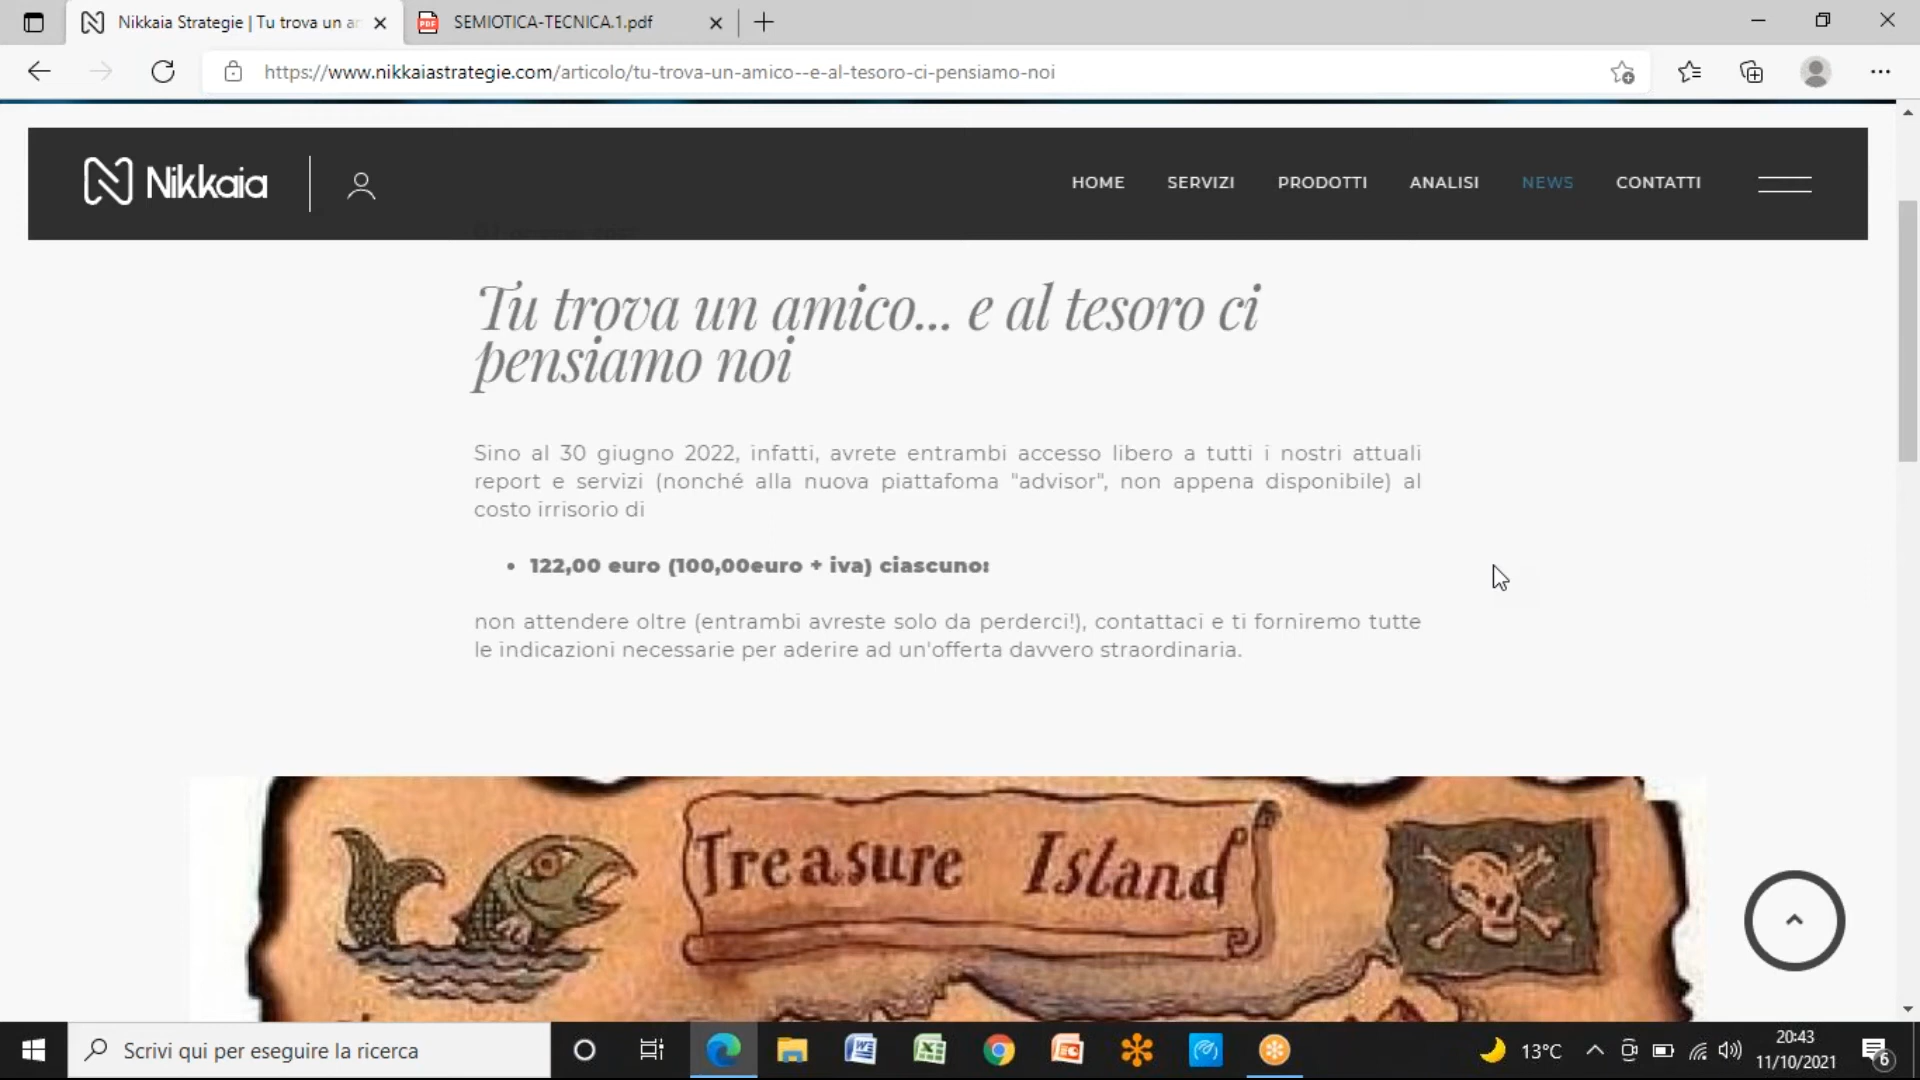 Nikkaia Strategie | Tu trova un a
SEMIOTICA-TECNICA.1.pdf
https://www.nikkaiastrategie.com/articolo/tu-trova-un-amico--e-al-tesoro-ci-pensiamo-noi
Nikkaia
HOME SERVIZI PRODOTTI ANALISI NEWS CONTATTI
Tu trova un amico... e al tesoro ci
pensiamo noi
Sino al 30 giugno 2022, infatti, avrete entrambi accesso libero a tutti i nostri attuali
report e servizi (nonché alla nuova piattafoma "advisor", non appena disponibile) al
costo irrisorio di
• 122,00 euro (100,00euro + iva) ciascuno:
non attendere oltre (entrambi avreste solo da perderci!), contattaci e ti forniremo tutte
le indicazioni necessarie per aderire ad un'offerta davvero straordinaria.
Treasure Island
Scrivi qui per eseguire la ricerca
13°C
20:43
11/10/2021
6